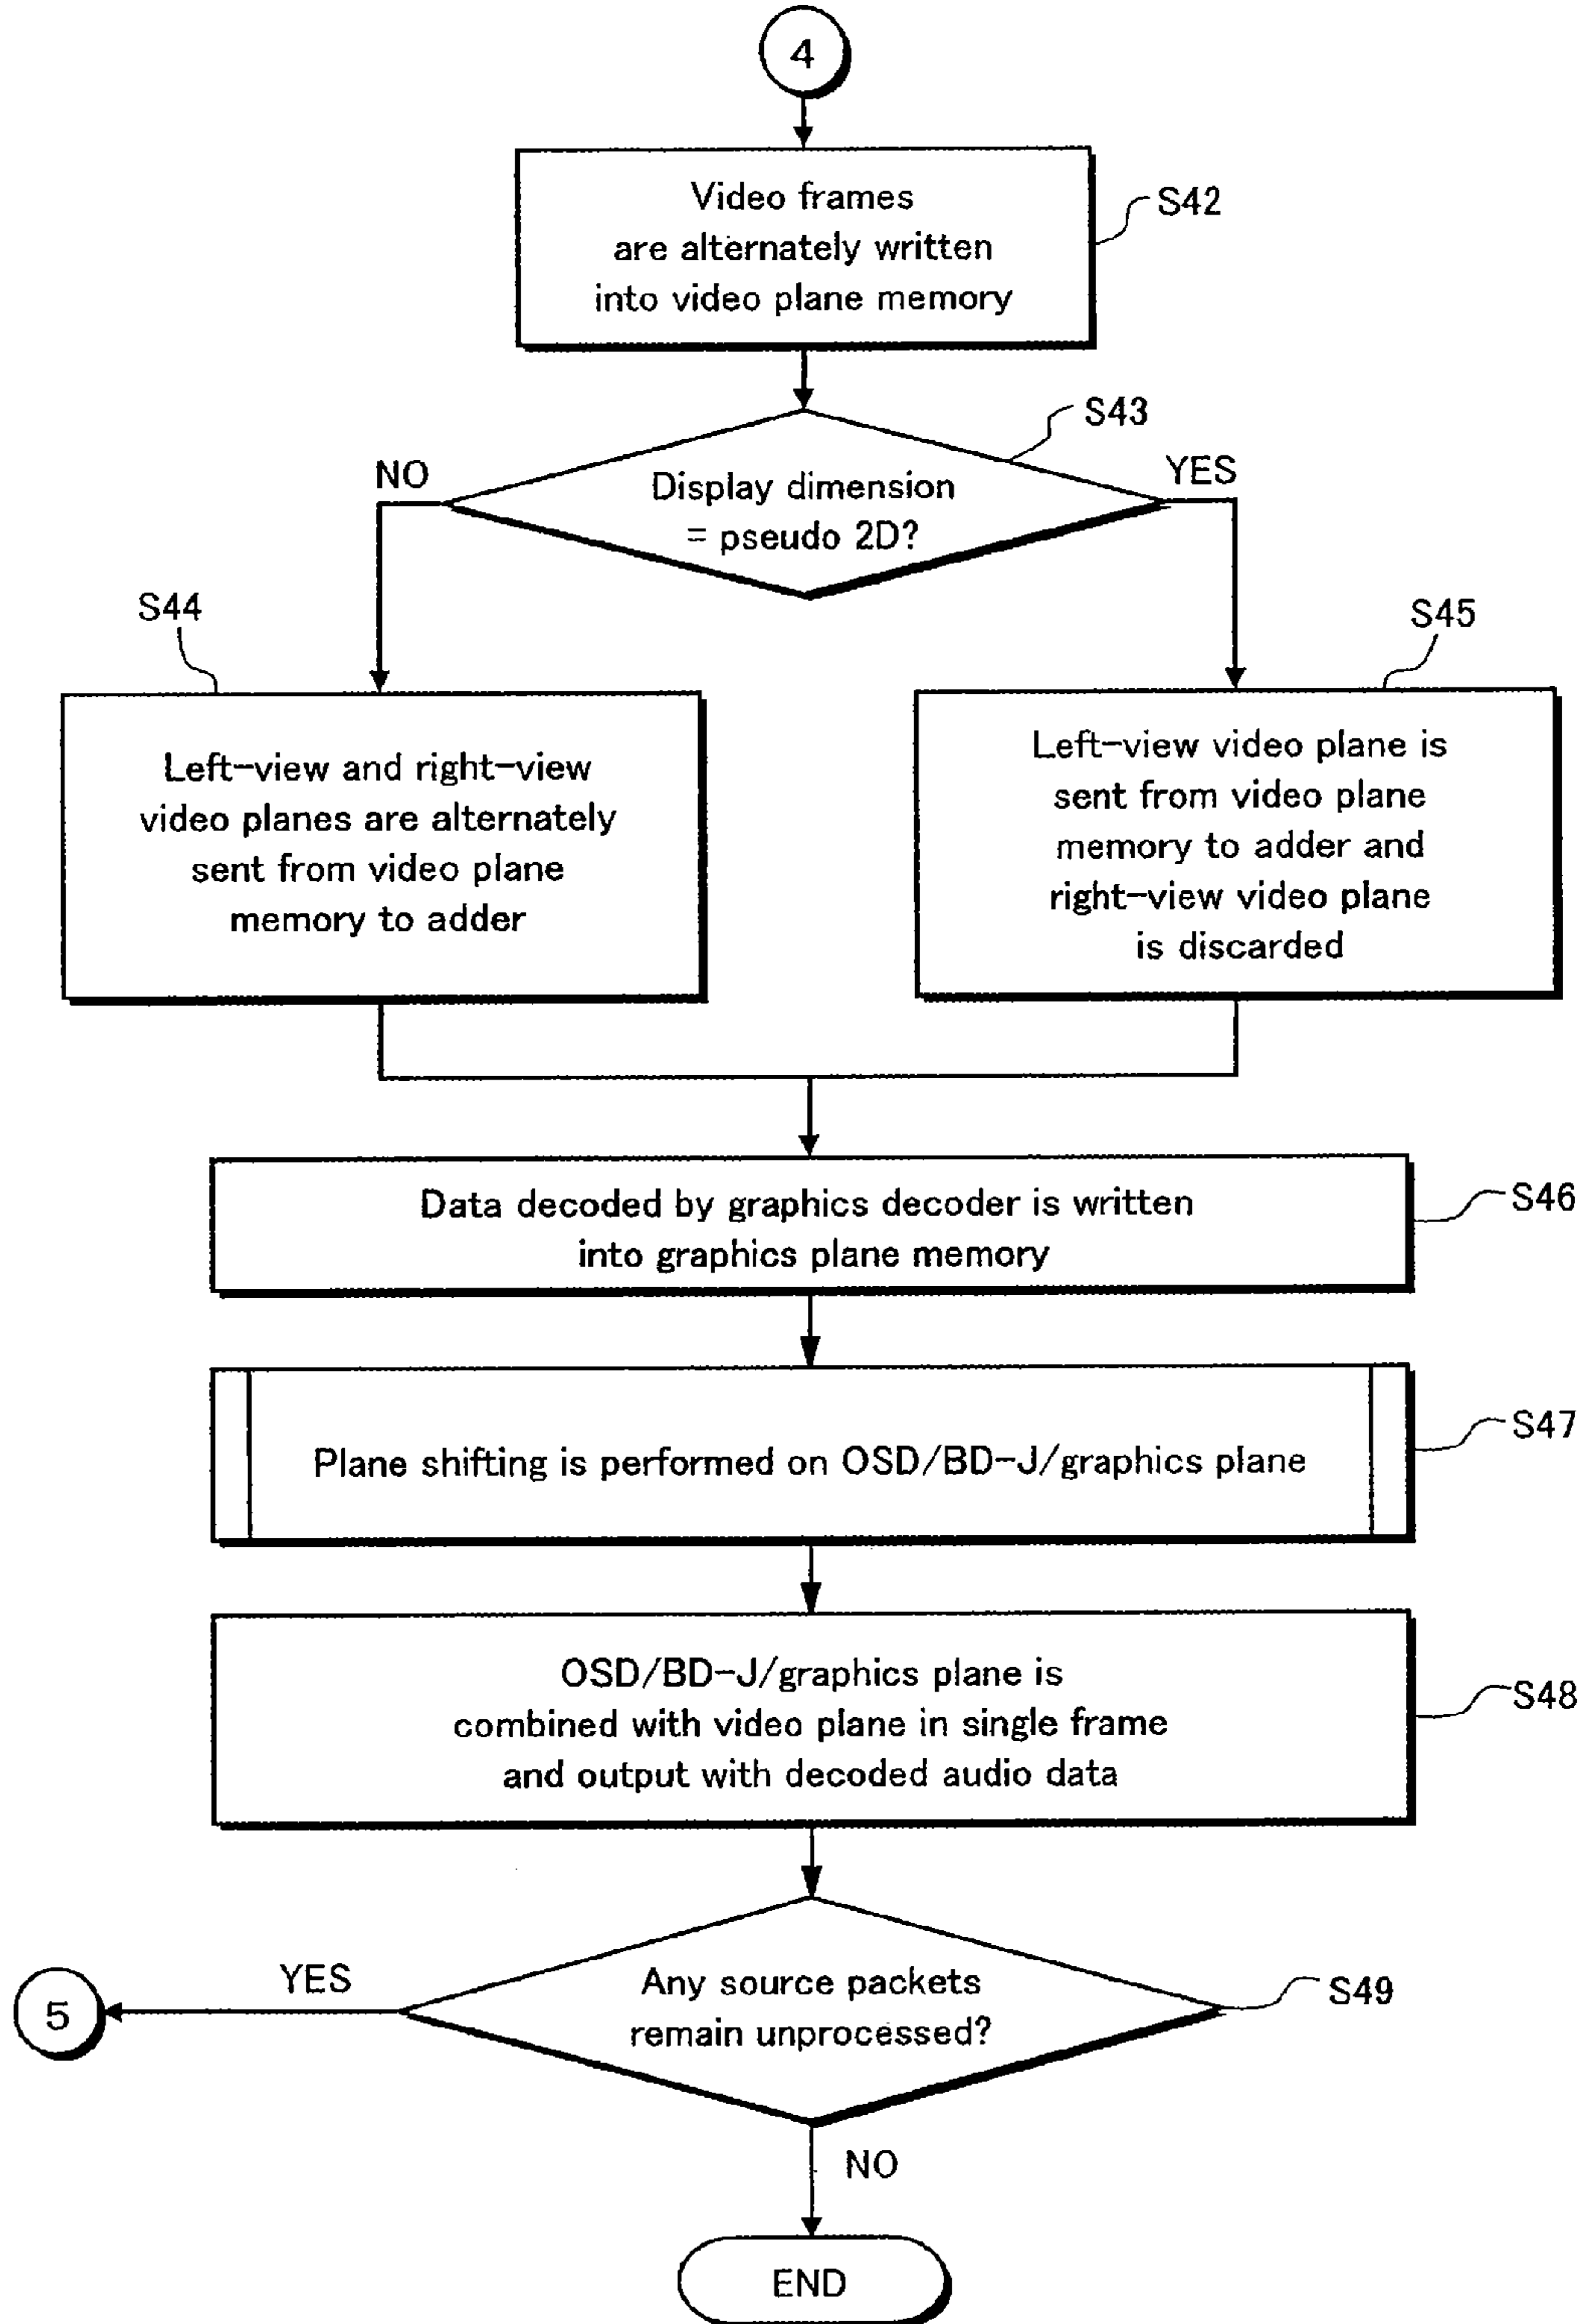 4
Video frames
are alternately written
into video plane memory
S42
S43
NO
YES
Display dimension
= pseudo 2D?
S44
S45
Left-view and right-view
video planes are alternately
sent from video plane
memory to adder
Left-view video plane is
sent from video plane
memory to adder and
right-view video plane
is discarded
Data decoded by graphics decoder is written
into graphics plane memory
S46
Plane shifting is performed on OSD/BD-J/graphics plane
S47
OSD/BD-J/graphics plane is
combined with video plane in single frame
and output with decoded audio data
S48
YES
5
Any source packets
remain unprocessed?
S49
NO
END